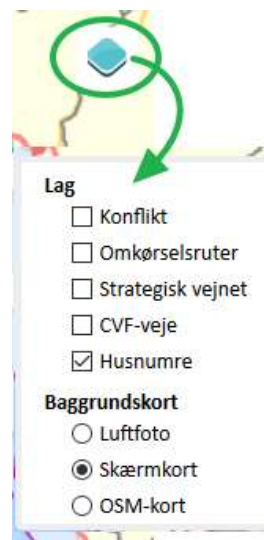 Lag
Konflikt
Omkørselsruter
Strategisk vejnet
CVF-veje
Husnumre
Baggrundskort
Luftfoto
Skærmkort
OSM-kort